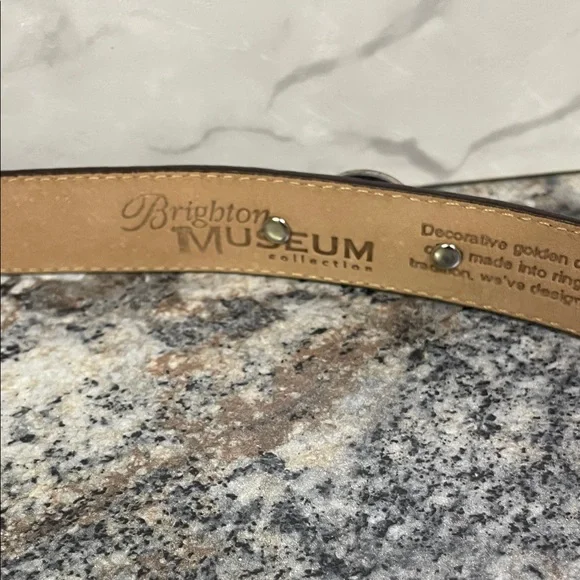 Brighton
MUSEUM
collection
Decorative golden
made into ring
tradition, we've design